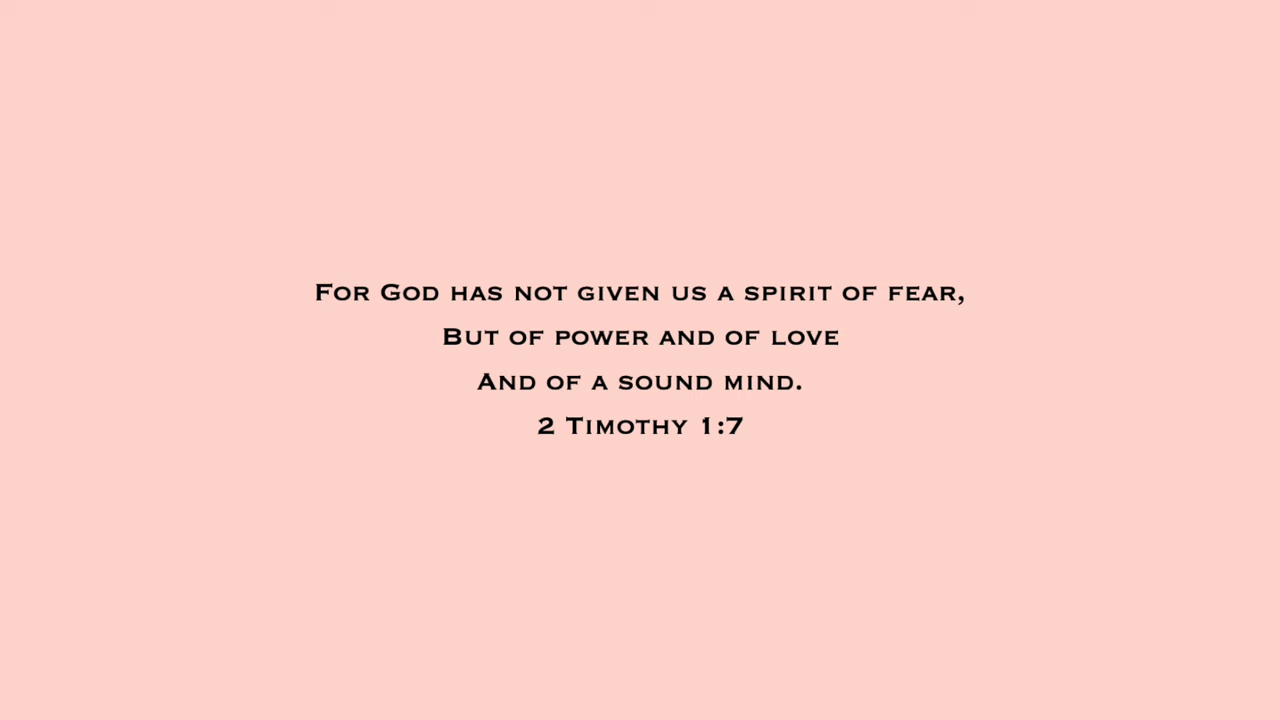 For God has not given us a spirit of fear,
But of power and of love
And of a sound mind.
2 Timothy 1:7